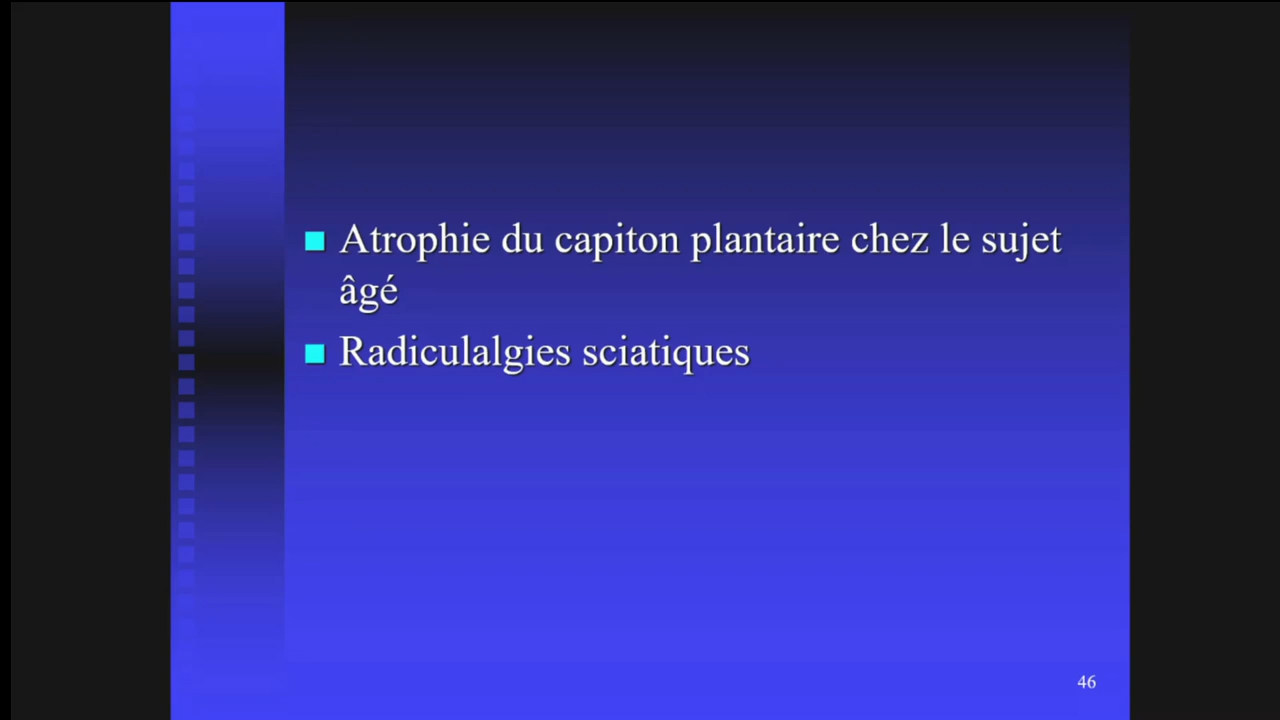 Atrophie du capiton plantaire chez le sujet
âgé
Radiculalgies sciatiques
46